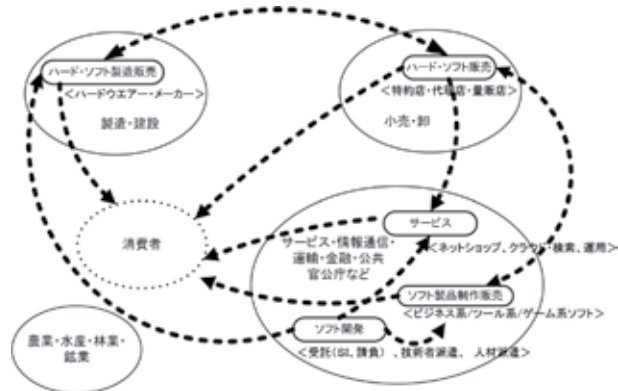 ハード・ソフト製造販売
<ハードウエアー・メーカー>
製造・建設
ハード・ソフト販売
<特約店・代理店・量販店>
小売・卸
消費者
サービス
サービス・情報通信・
運輸・金融・公共
官公庁など
<ネットショップ、クラウド・検索、運用>
ソフト製品制作販売
<ビジネス系/ツール系/ゲーム系ソフト>
ソフト開発
<受託(SI、請負) 、技術者派遣、 人材派遣>
農業・水産・林業・
鉱業